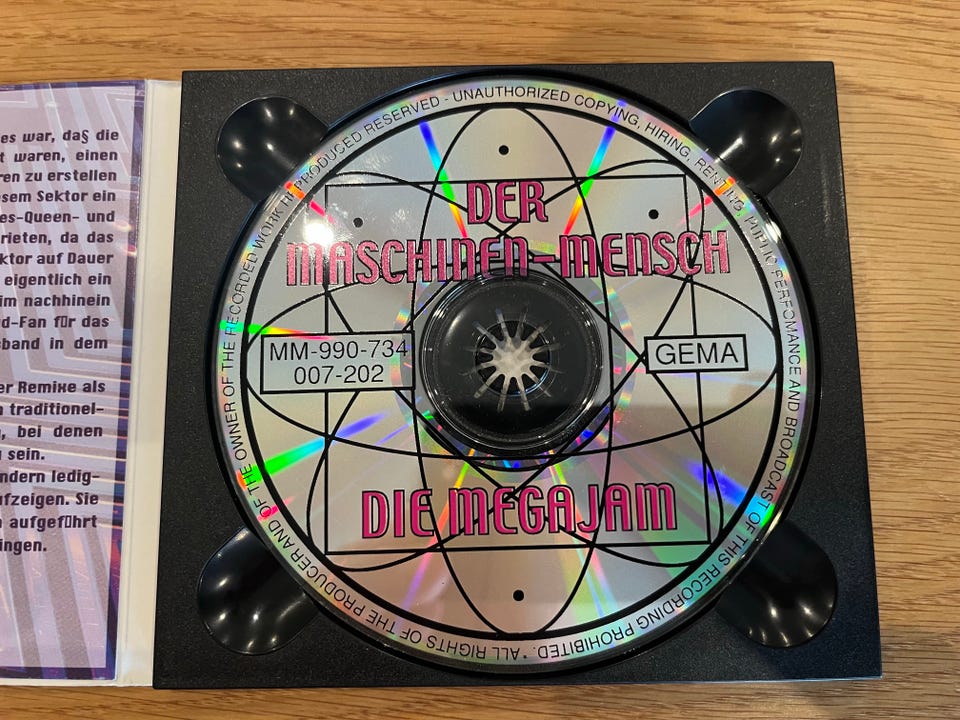 es war, daß die
t waren, einen
ren zu erstellen
esem Sektor ein
es-Queen- und
rieten, da das
ktor auf Dauer
eigentlich ein
im nachhinein
d-Fan für das
sband in dem
er Remixe als
n traditionel-
, bei denen
u sein.
ndern ledig-
ufzeigen. Sie
n aufgeführt
ingen.
DER
MASCHINEN-MENSCH
MM-990-734
007-202
GEMA
DIE MEGAJAM
*ALL RIGHTS OF THE PRODUCER AND OF THE OWNER OF THE RECORDED WORK REPRODUCED RESERVED - UNAUTHORIZED COPYING, HIRING, RENTING, PUBLIC PERFOMANCE AND BROADCAST OF THIS RECORDING PROHIBITED.